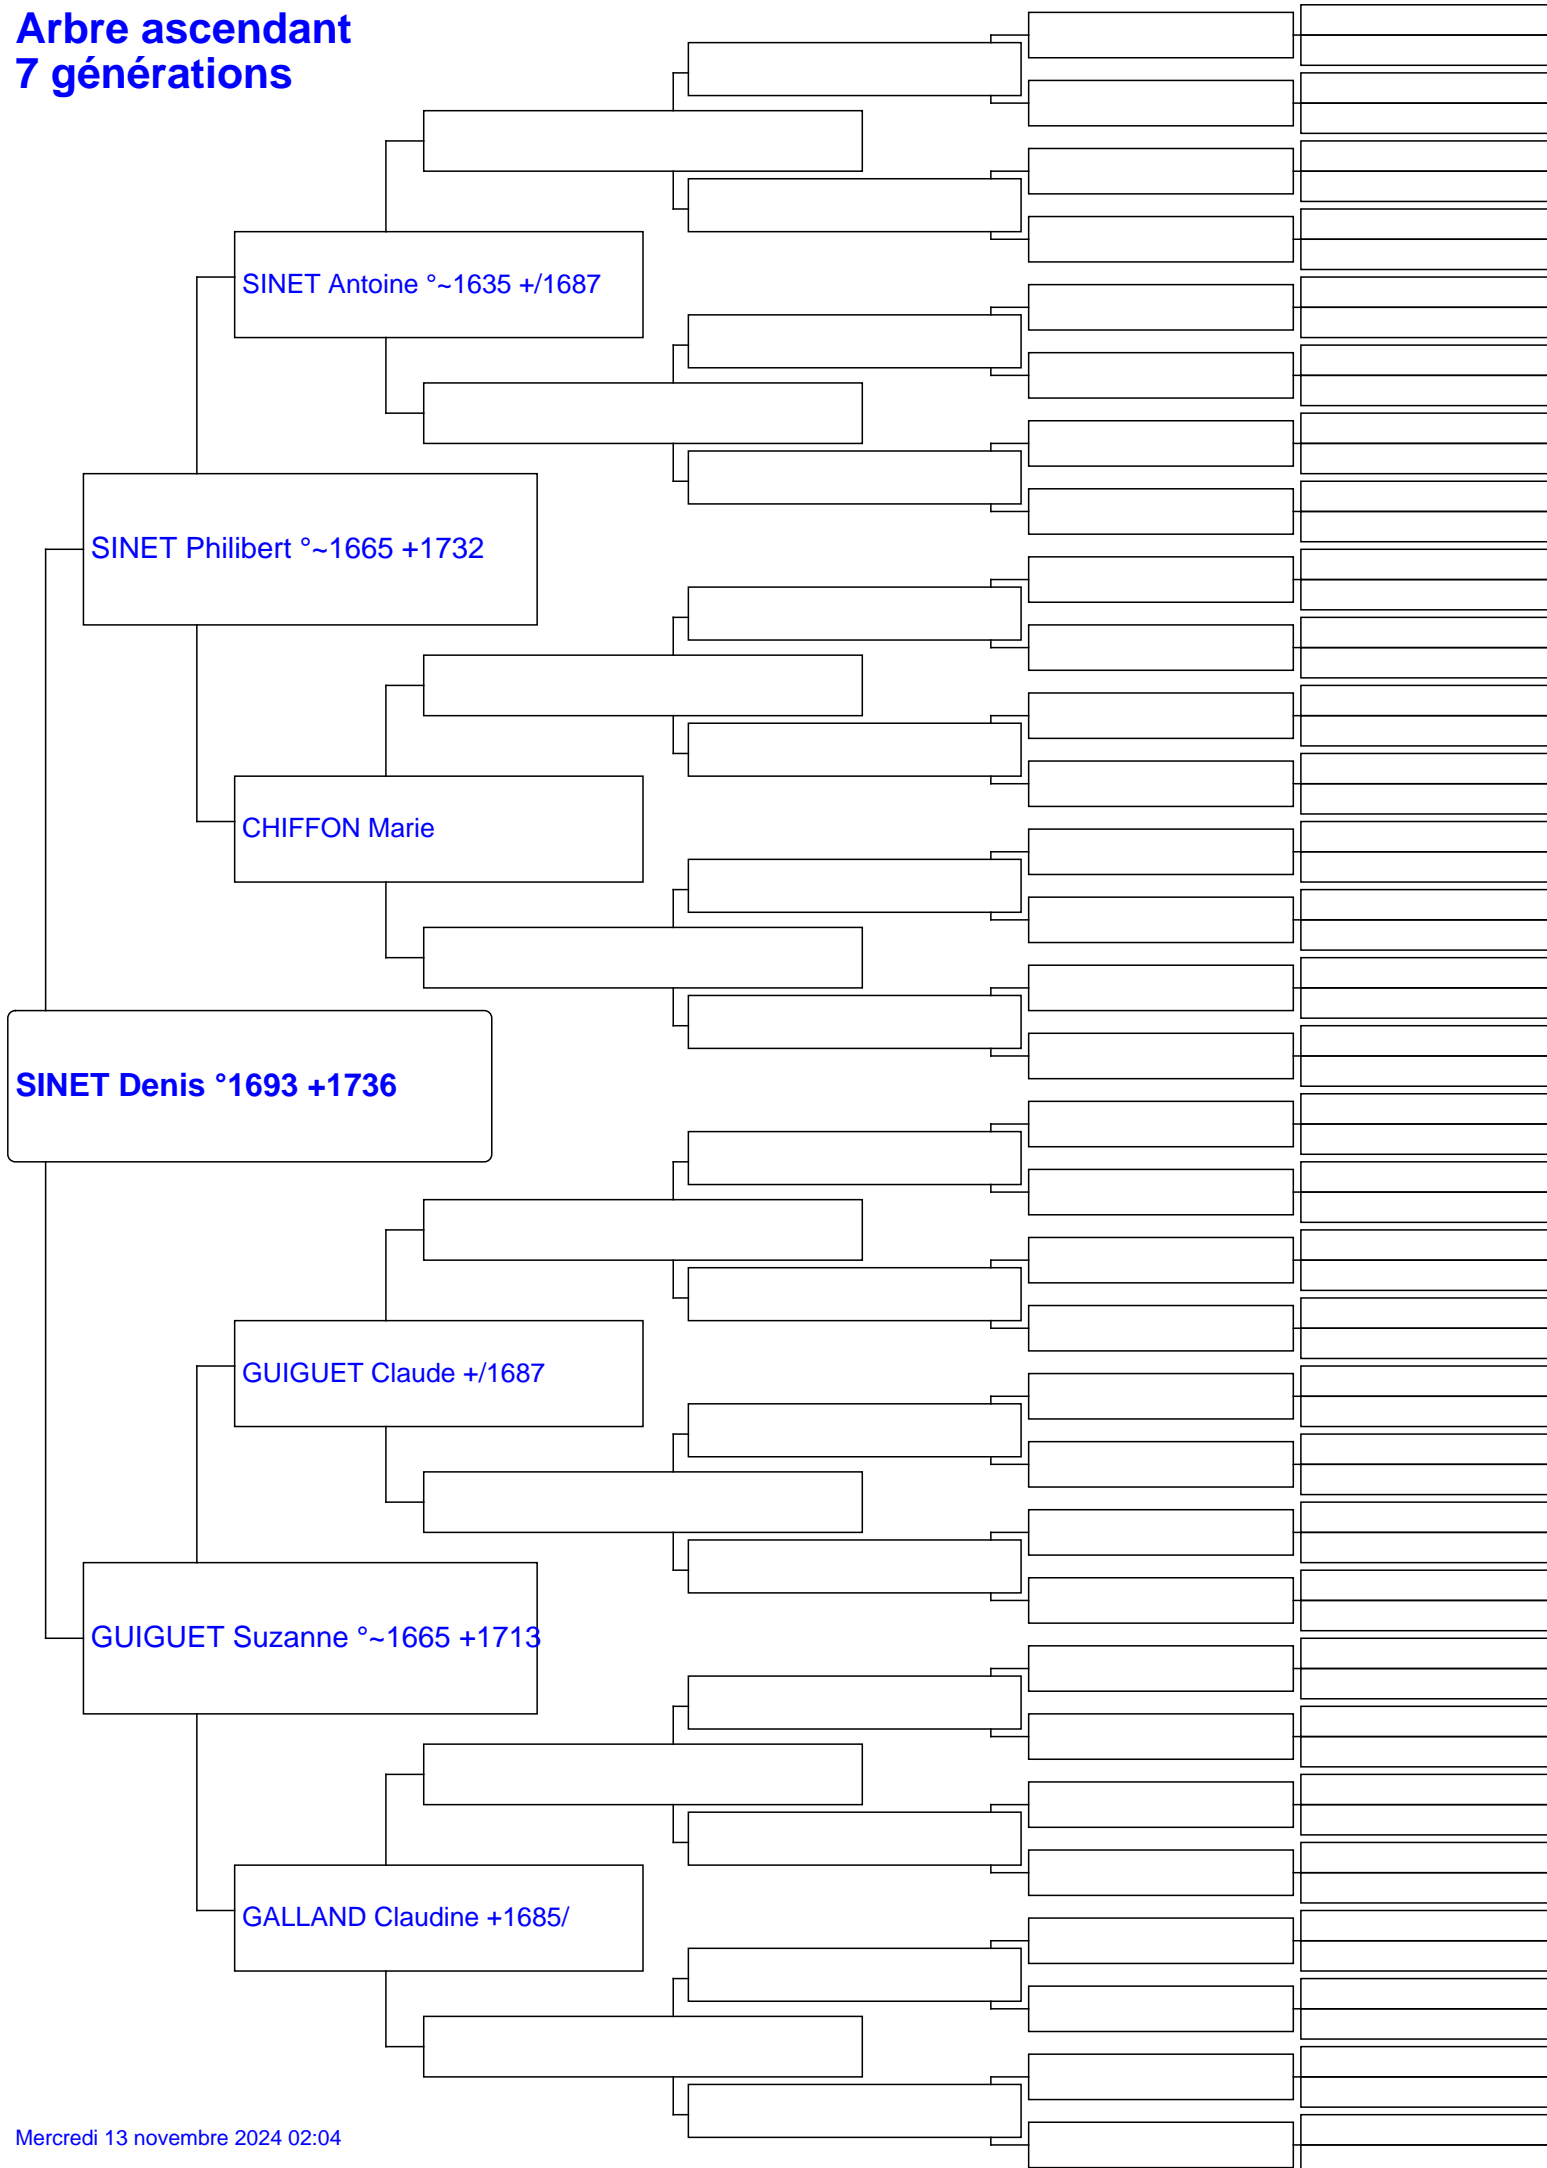 Arbre ascendant
7 générations
SINET Antoine °~1635 +/1687
SINET Philibert °~1665 +1732
CHIFFON Marie
SINET Denis °1693 +1736
GUIGUET Claude +/1687
GUIGUET Suzanne °~1665 +1713
GALLAND Claudine +1685/
Mercredi 13 novembre 2024 02:04